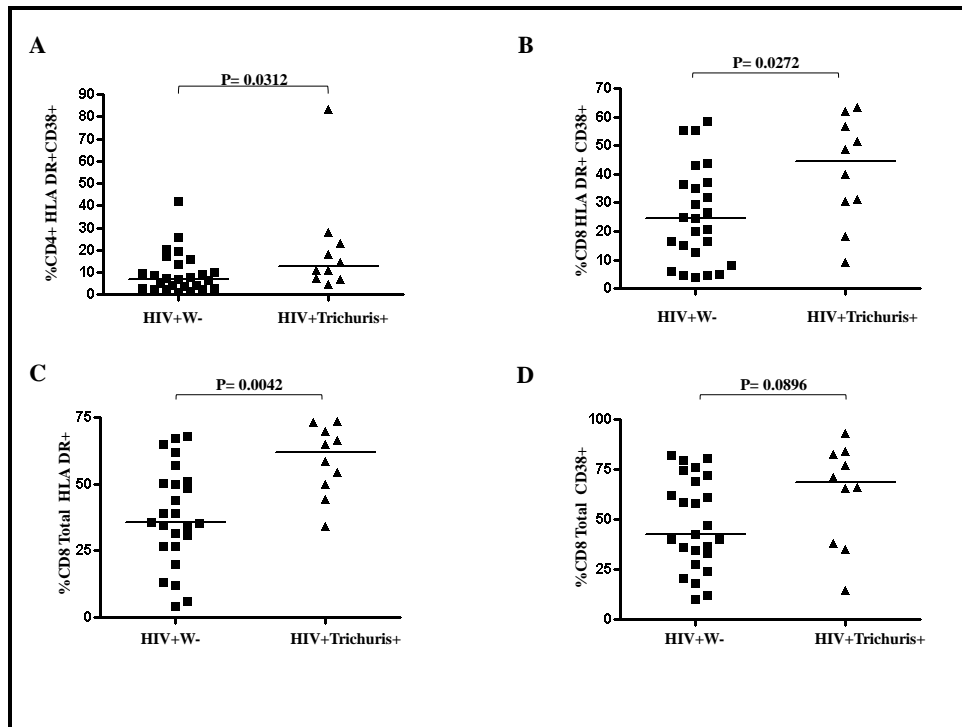 A
P= 0.0312
%CD4+ HLA DR+CD38+
90
80
70
60
50
40
30
20
10
0
HIV+W-
HIV+Trichuris+
B
P= 0.0272
%CD8 HLA DR+ CD38+
70
60
50
40
30
20
10
0
HIV+W-
HIV+Trichuris+
C
P= 0.0042
%CD8 Total HLA DR+
75
50
25
0
HIV+W-
HIV+Trichuris+
D
P= 0.0896
%CD8 Total CD38+
100
75
50
25
0
HIV+W-
HIV+Trichuris+